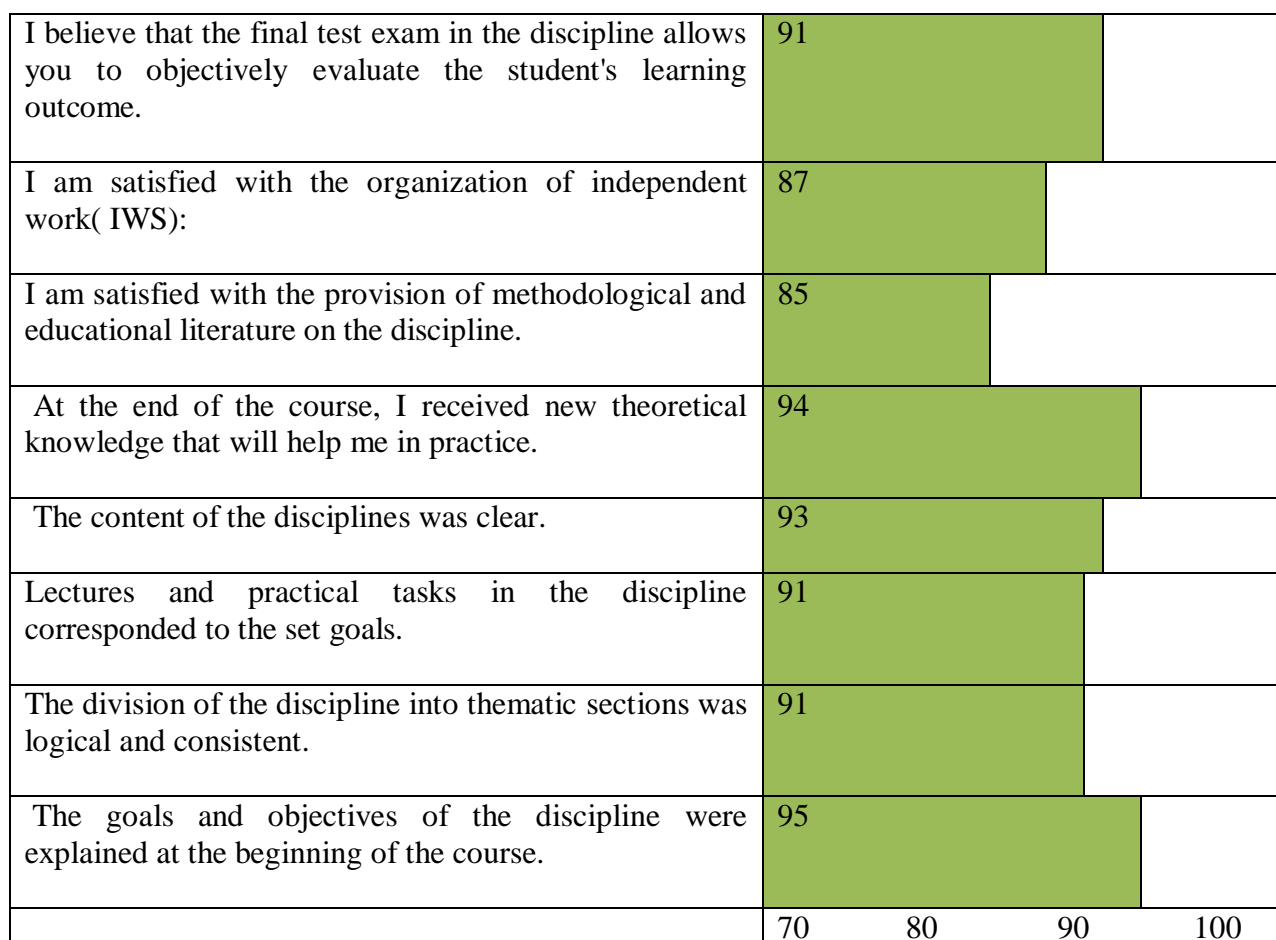 I believe that the final test exam in the discipline allows
you to objectively evaluate the student's learning
outcome.
91
I am satisfied with the organization of independent
work( IWS):
87
I am satisfied with the provision of methodological and
educational literature on the discipline.
85
At the end of the course, I received new theoretical
knowledge that will help me in practice.
94
The content of the disciplines was clear.
93
Lectures and practical tasks in the discipline
corresponded to the set goals.
91
The division of the discipline into thematic sections was
logical and consistent.
91
The goals and objectives of the discipline were
explained at the beginning of the course.
95
70 80 90 100